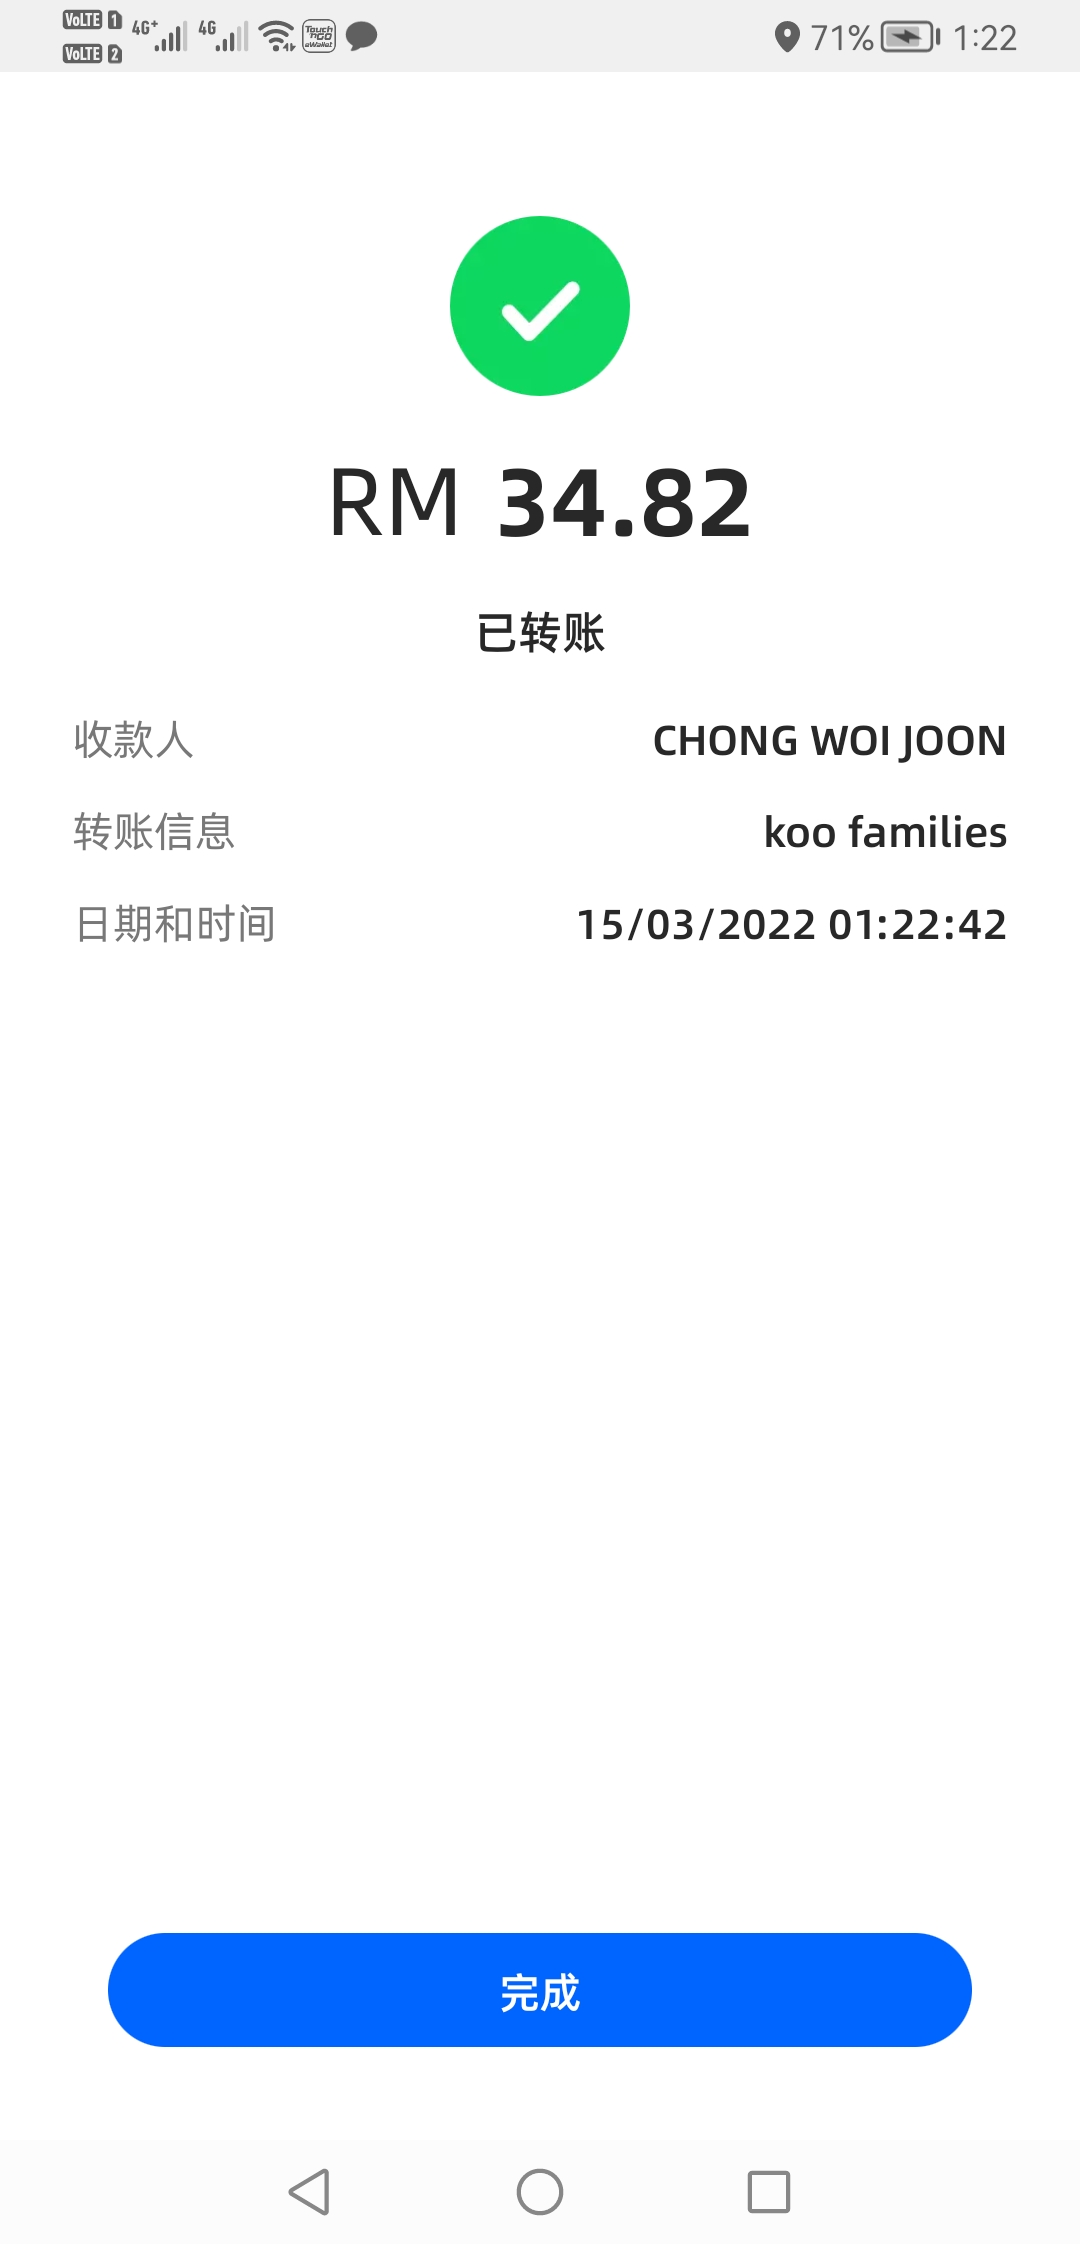 VoLTE 1 4G+ 4G Touch 'n GO eWallet 71% 1:22
VoLTE 2
RM 34.82
已转账
收款人 CHONG WOI JOON
转账信息 koo families
日期和时间 15/03/2022 01:22:42
完成